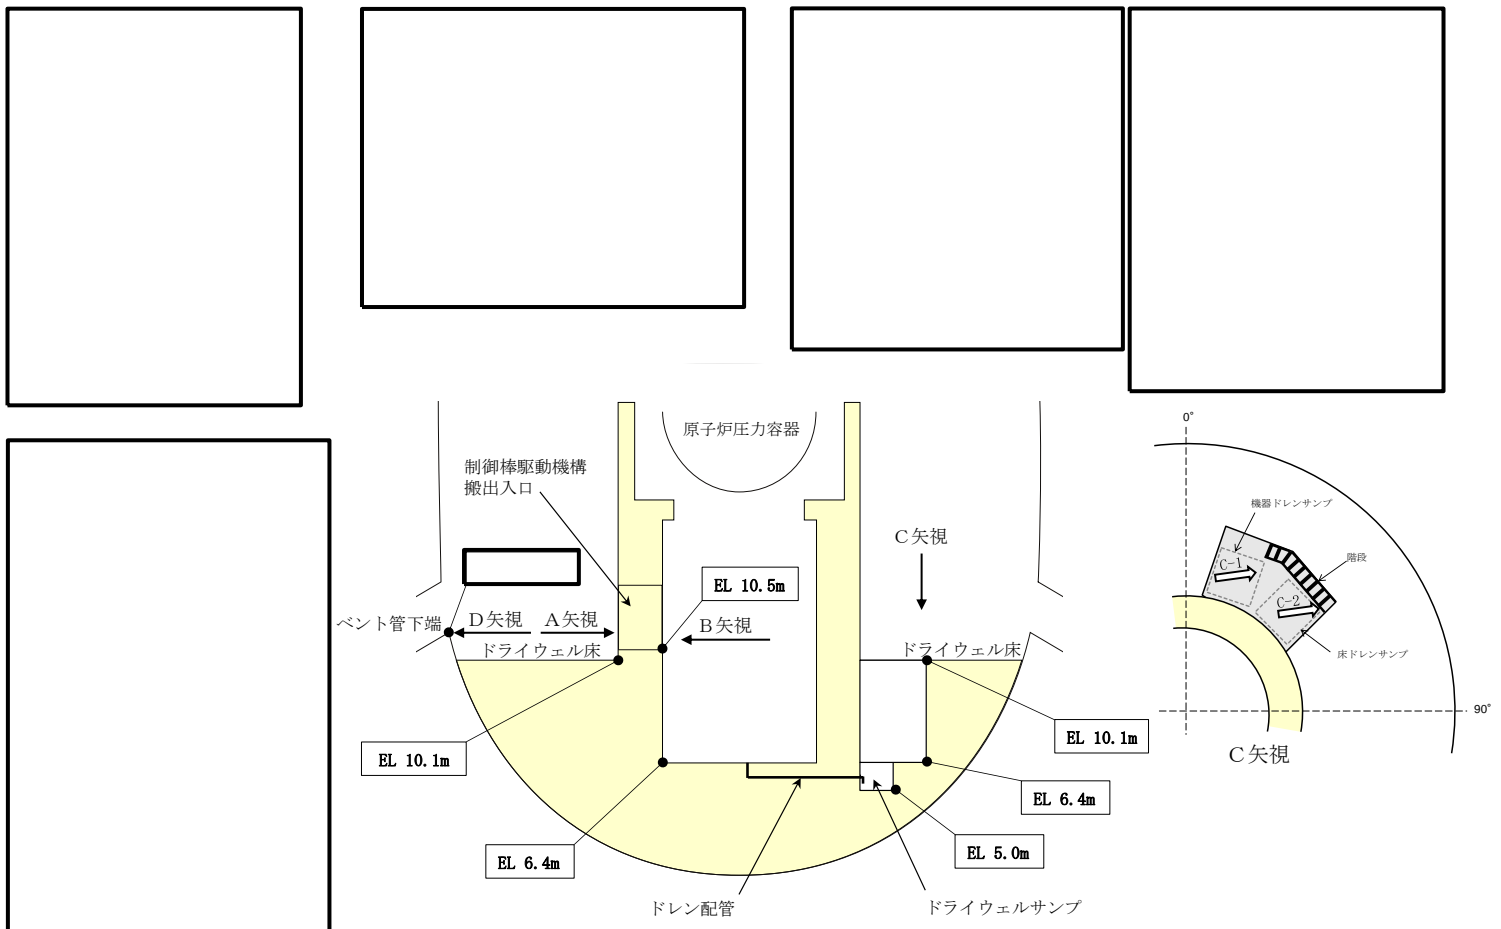 原子炉圧力容器
制御棒駆動機構
搬出入口
C矢視
EL 10.5m
ベント管下端
D矢視
A矢視
B矢視
ドライウェル床
ドライウェル床
EL 10.1m
EL 10.1m
EL 6.4m
EL 6.4m
EL 5.0m
ドレン配管
ドライウェルサンプ
0°
機器ドレンサンプ
階段
C-1
C-2
床ドレンサンプ
90°
C矢視